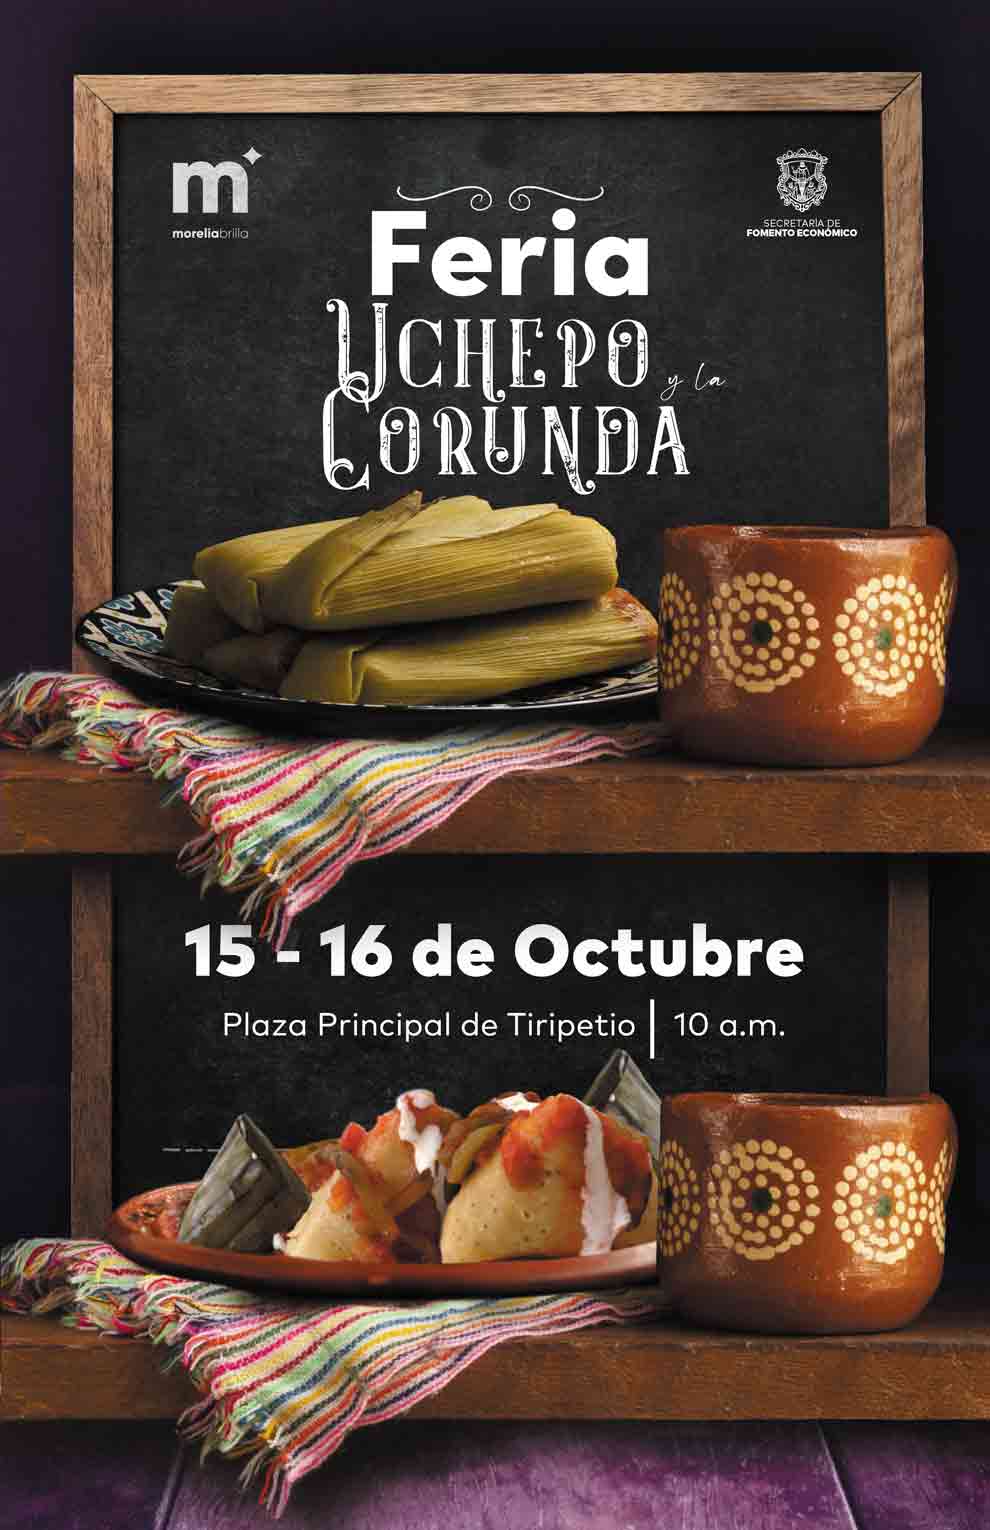 moreliabrilla
SECRETARÍA DE
FOMENTO ECONÓMICO
Feria
UCHEPO
y la
CORUNDA
15 - 16 de Octubre
Plaza Principal de Tiripetio | 10 a.m.